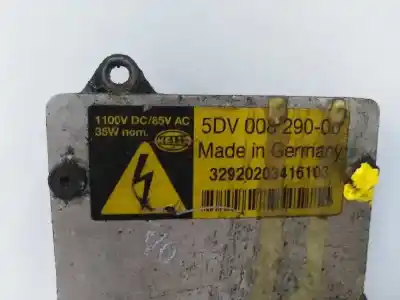 1100V DC/85V AC
35W nom.
HELLA
5DV 008 290-00
Made in Germany
32920203416103